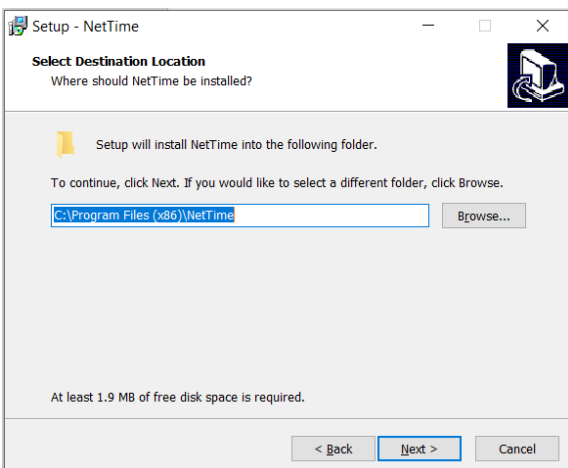 Setup - NetTime
Select Destination Location
Where should NetTime be installed?
Setup will install NetTime into the following folder.
To continue, click Next. If you would like to select a different folder, click Browse.
C:\Program Files (x86)\NetTime
Browse...
At least 1.9 MB of free disk space is required.
< Back Next > Cancel